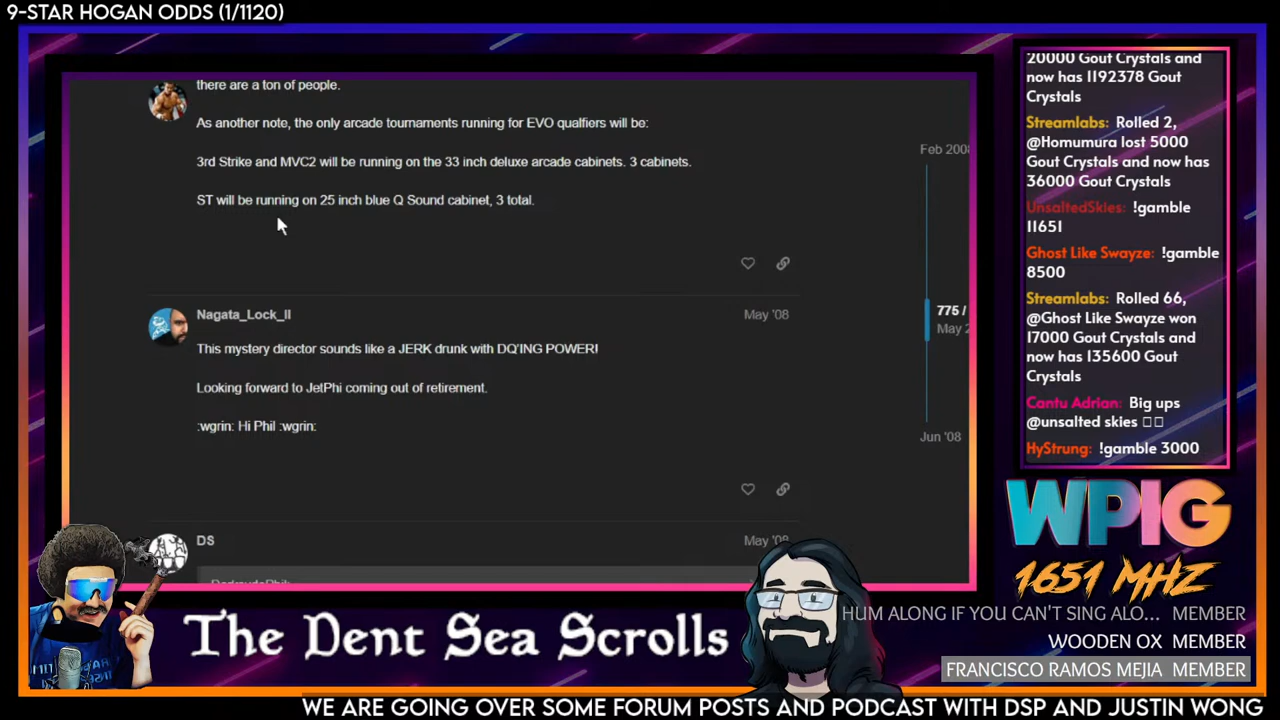 9-STAR HOGAN ODDS (1/1120)
there are a ton of people.
As another note, the only arcade tournaments running for EVO qualfiers will be:
3rd Strike and MVC2 will be running on the 33 inch deluxe arcade cabinets. 3 cabinets.
ST will be running on 25 inch blue Q Sound cabinet, 3 total.
Nagata_Lock_II
May '08
This mystery director sounds like a JERK drunk with DQ'ING POWER!
Looking forward to JetPhi coming out of retirement.
:wgrin: Hi Phil :wgrin:
DS
May '08
Feb 2008
775 /
May 2
Jun '08
20000 Gout Crystals and
now has 1192378 Gout
Crystals
Streamlabs: Rolled 2,
@Homumura lost 5000
Gout Crystals and now has
36000 Gout Crystals
UnsaltedSkies: !gamble
11651
Ghost Like Swayze: !gamble
8500
Streamlabs: Rolled 66,
@Ghost Like Swayze won
17000 Gout Crystals and
now has 135600 Gout
Crystals
Cantu Adrian: Big ups
@unsalted skies
HyStrung: !gamble 3000
WPIG
1651 MHZ
The Dent Sea Scrolls
HUM ALONG IF YOU CAN'T SING ALO... MEMBER
WOODEN OX MEMBER
FRANCISCO RAMOS MEJIA MEMBER
WE ARE GOING OVER SOME FORUM POSTS AND PODCAST WITH DSP AND JUSTIN WONG